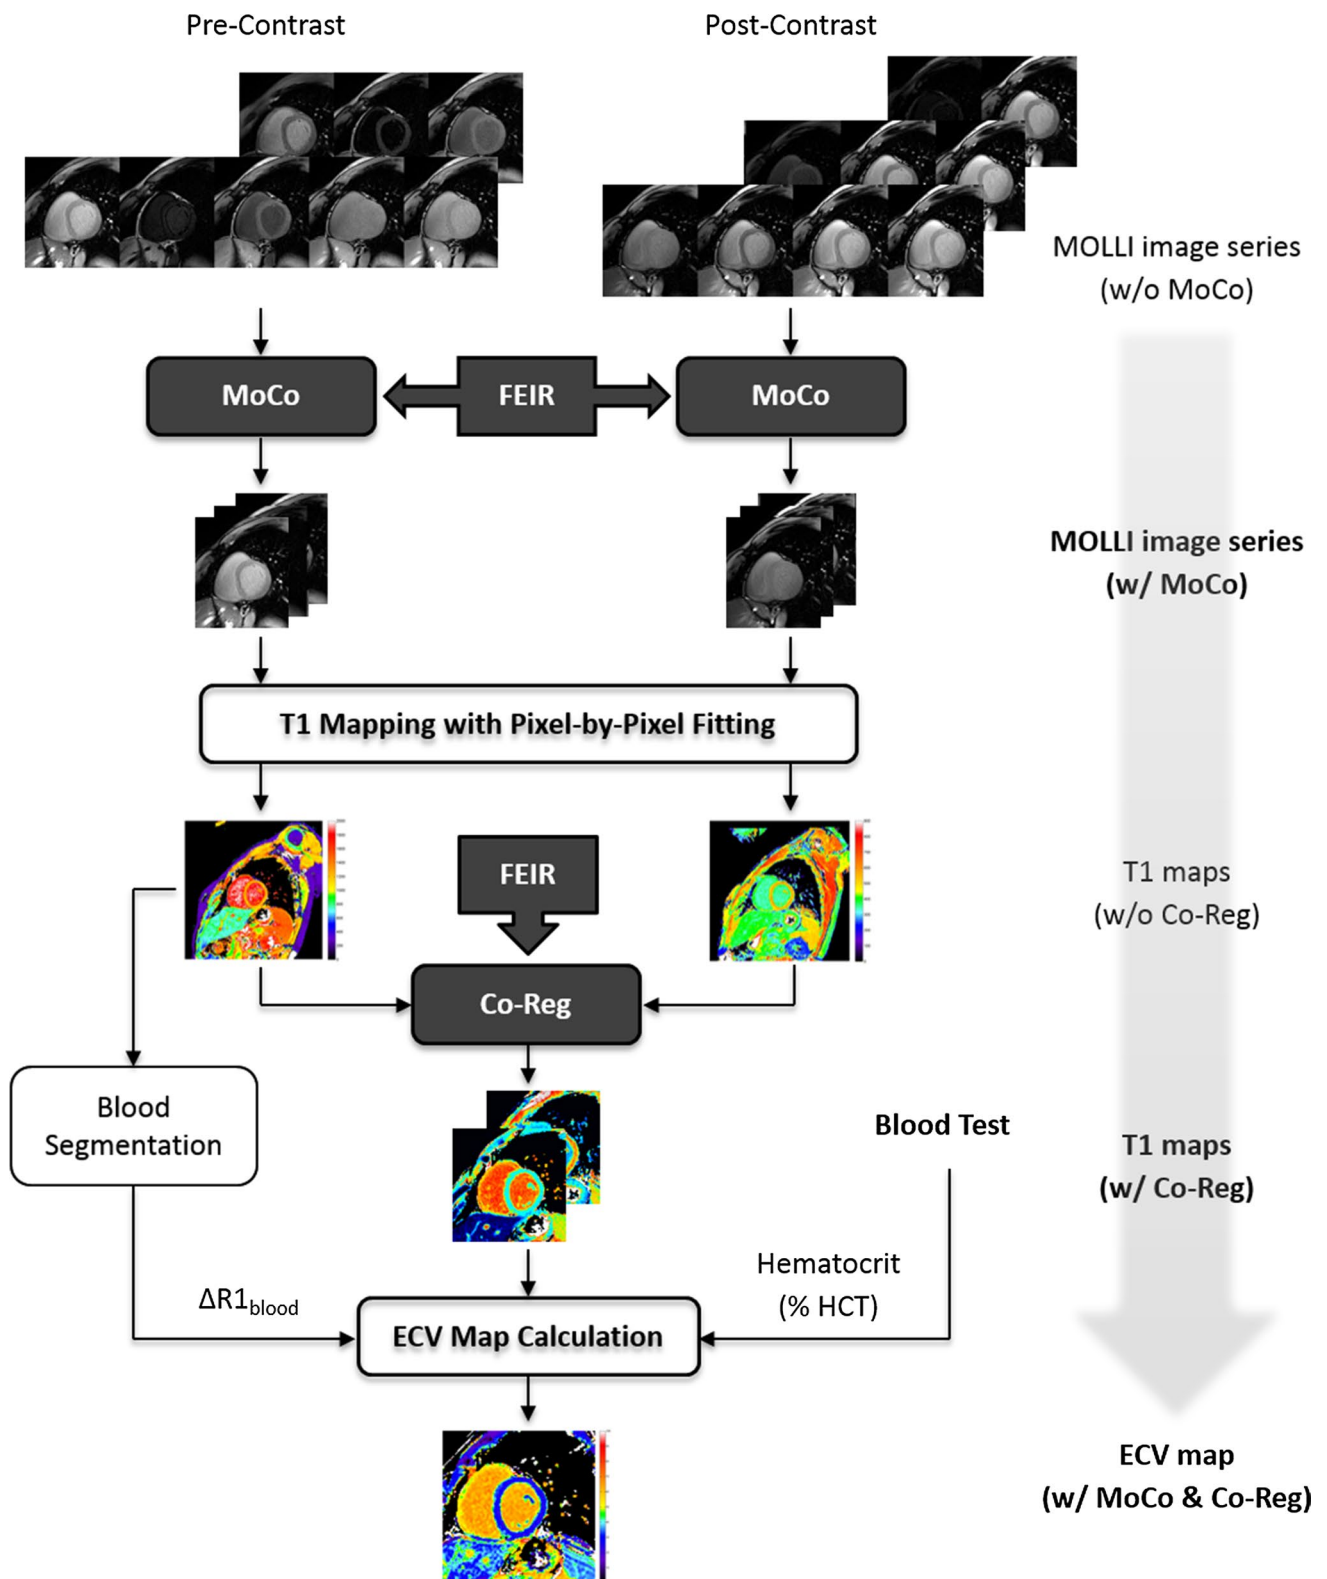 Pre-Contrast
Post-Contrast
MOLLI image series
(w/o MoCo)
MoCo
FEIR
MoCo
MOLLI image series
(w/ MoCo)
T1 Mapping with Pixel-by-Pixel Fitting
FEIR
T1 maps
(w/o Co-Reg)
Co-Reg
Blood
Segmentation
Blood Test
T1 maps
(w/ Co-Reg)
Hematocrit
(% HCT)
ΔR1blood
ECV Map Calculation
ECV map
(w/ MoCo & Co-Reg)